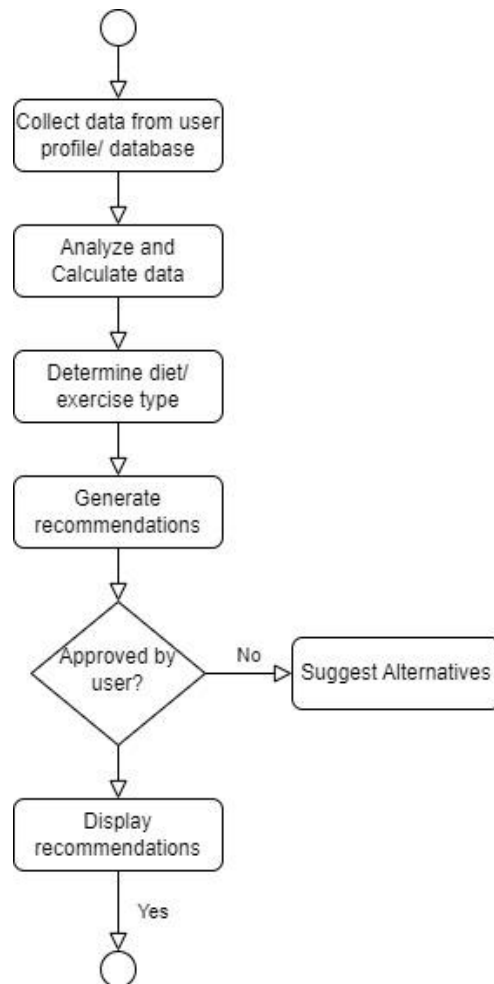 Collect data from user
profile/ database
Analyze and
Calculate data
Determine diet/
exercise type
Generate
recommendations
Approved by
user?
No
Suggest Alternatives
Display
recommendations
Yes